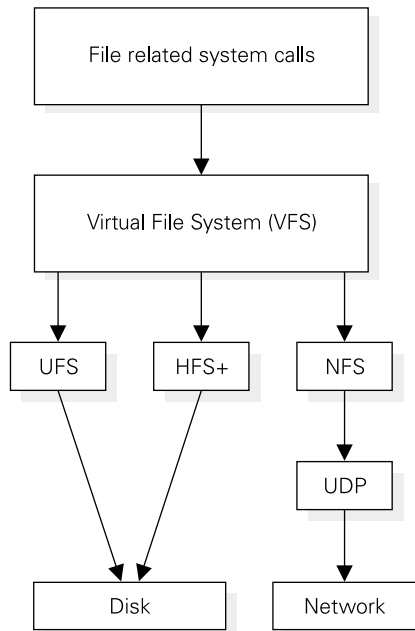 File related system calls
Virtual File System (VFS)
UFS
HFS+
NFS
UDP
Disk
Network